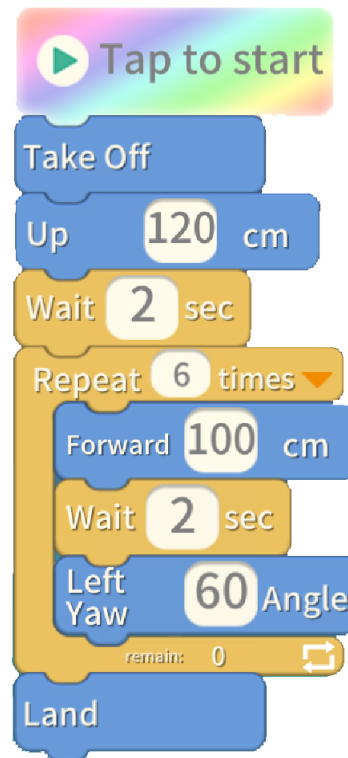 Tap to start
Take Off
Up 120 cm
Wait 2 sec
Repeat 6 times
Forward 100 cm
Wait 2 sec
Left
Yaw 60 Angle
remain: 0
Land